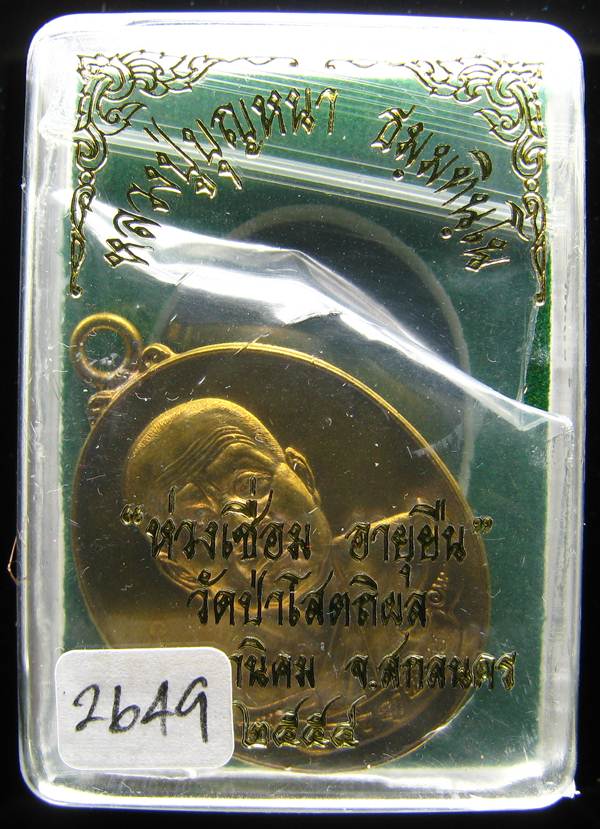 หลวงปู่บุญหนา ธมฺมทินฺโน
“ห่วงเชื่อม อายุยืน”
วัดป่าโสตถิผล
านิคม จ.สกลนคร
๒๕๕๔
2649